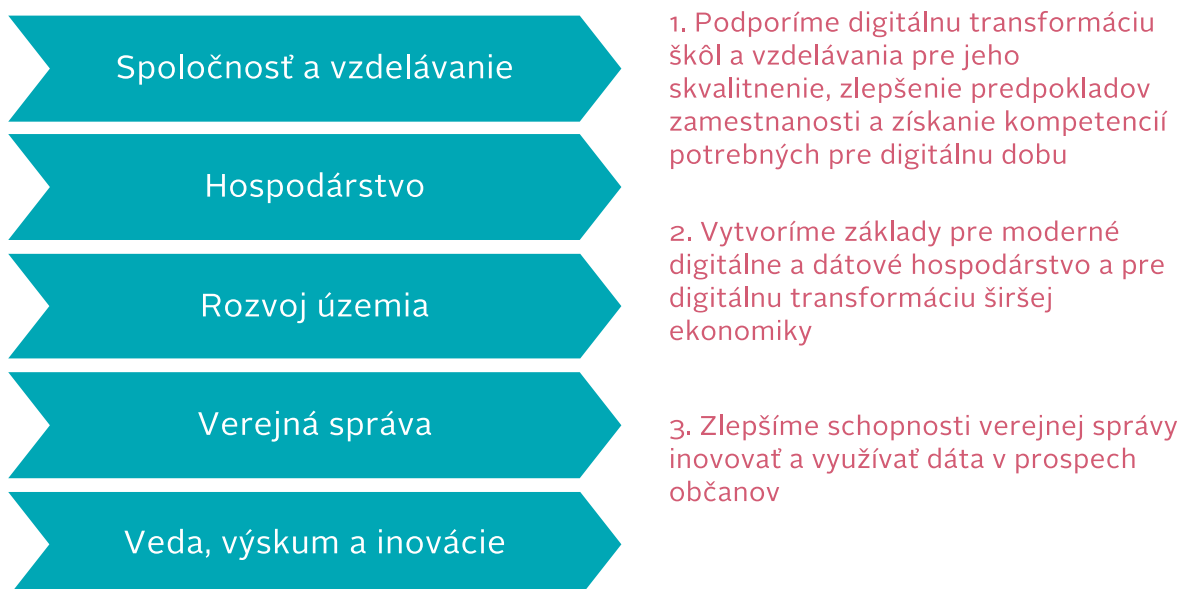 Spoločnosť a vzdelávanie
Hospodárstvo
Rozvoj územia
Verejná správa
Veda, výskum a inovácie
1. Podporíme digitálnu transformáciu
škôl a vzdelávania pre jeho
skvalitnenie, zlepšenie predpokladov
zamestnanosti a získanie kompetencií
potrebných pre digitálnu dobu
2. Vytvoríme základy pre moderné
digitálne a dátové hospodárstvo a pre
digitálnu transformáciu širšej
ekonomiky
3. Zlepšíme schopnosti verejnej správy
inovovať a využívať dáta v prospech
občanov